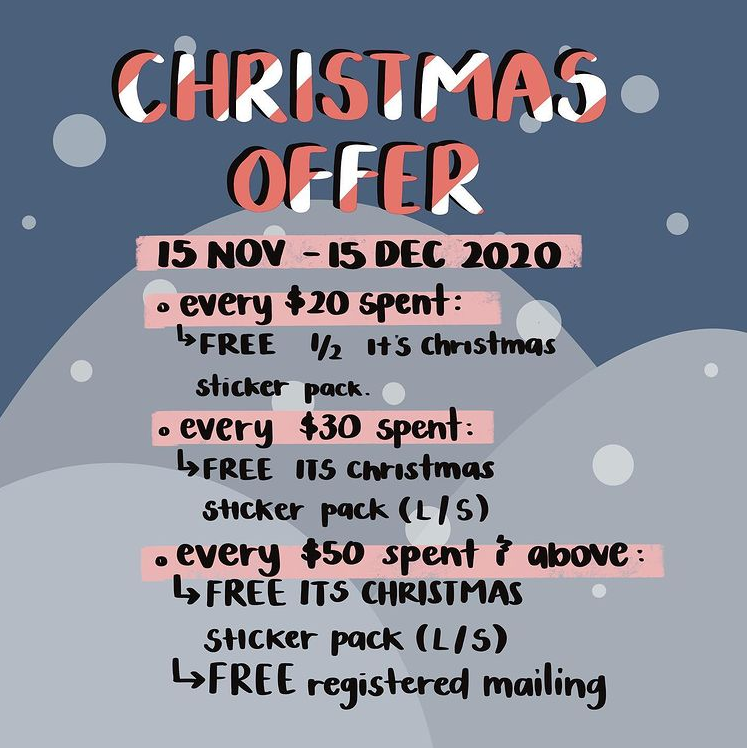 CHRISTMAS
OFFER
15 NOV - 15 DEC 2020
• every $20 spent:
↳FREE 1/2 It's Christmas
sticker pack.
• every $30 spent:
↳FREE ITS christmas
sticker pack (L/S)
• every $50 spent & above:
↳FREE ITS CHRISTMAS
sticker pack (L/S)
↳FREE registered mailing